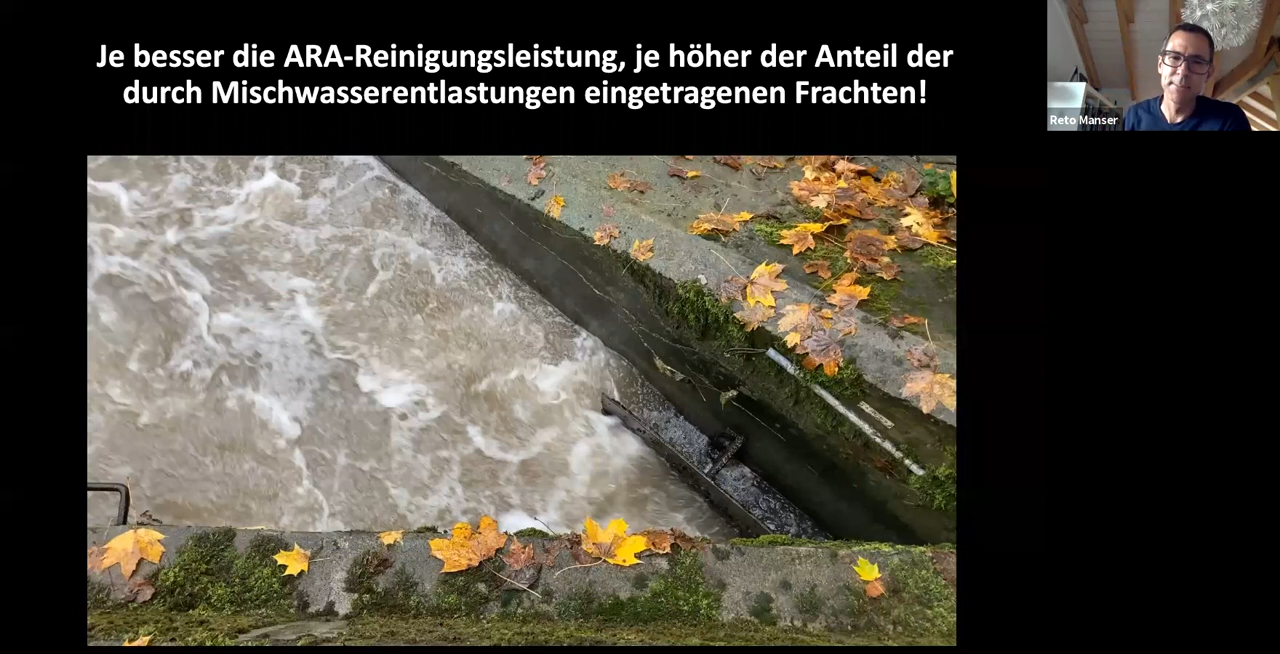 Je besser die ARA-Reinigungsleistung, je höher der Anteil der
durch Mischwasserentlastungen eingetragenen Frachten!
Reto Manser